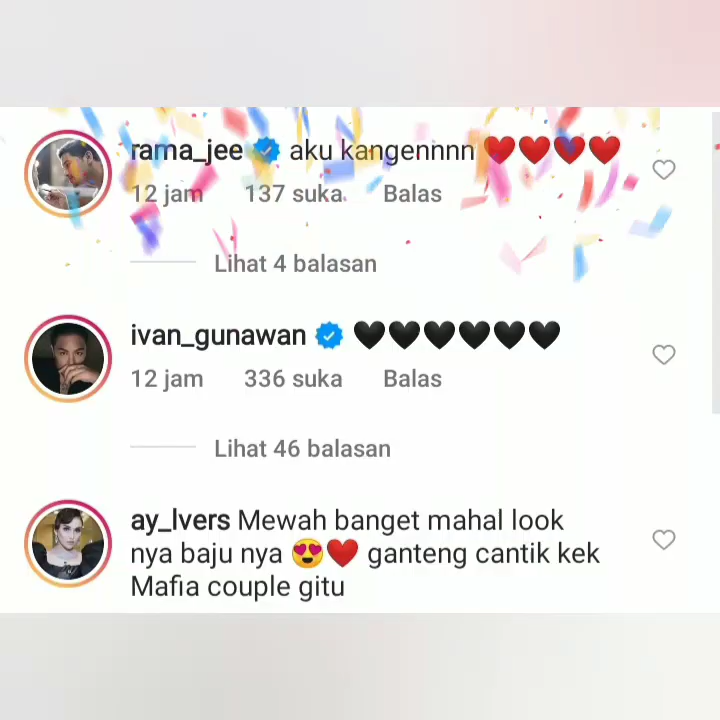 rama_jee aku kangennnn ❤️❤️❤️❤️
12 jam 137 suka Balas
Lihat 4 balasan
ivan_gunawan 🖤🖤🖤🖤🖤🖤
12 jam 336 suka Balas
Lihat 46 balasan
ay_lvers Mewah banget mahal look
nya baju nya 😍❤️ ganteng cantik kek
Mafia couple gitu